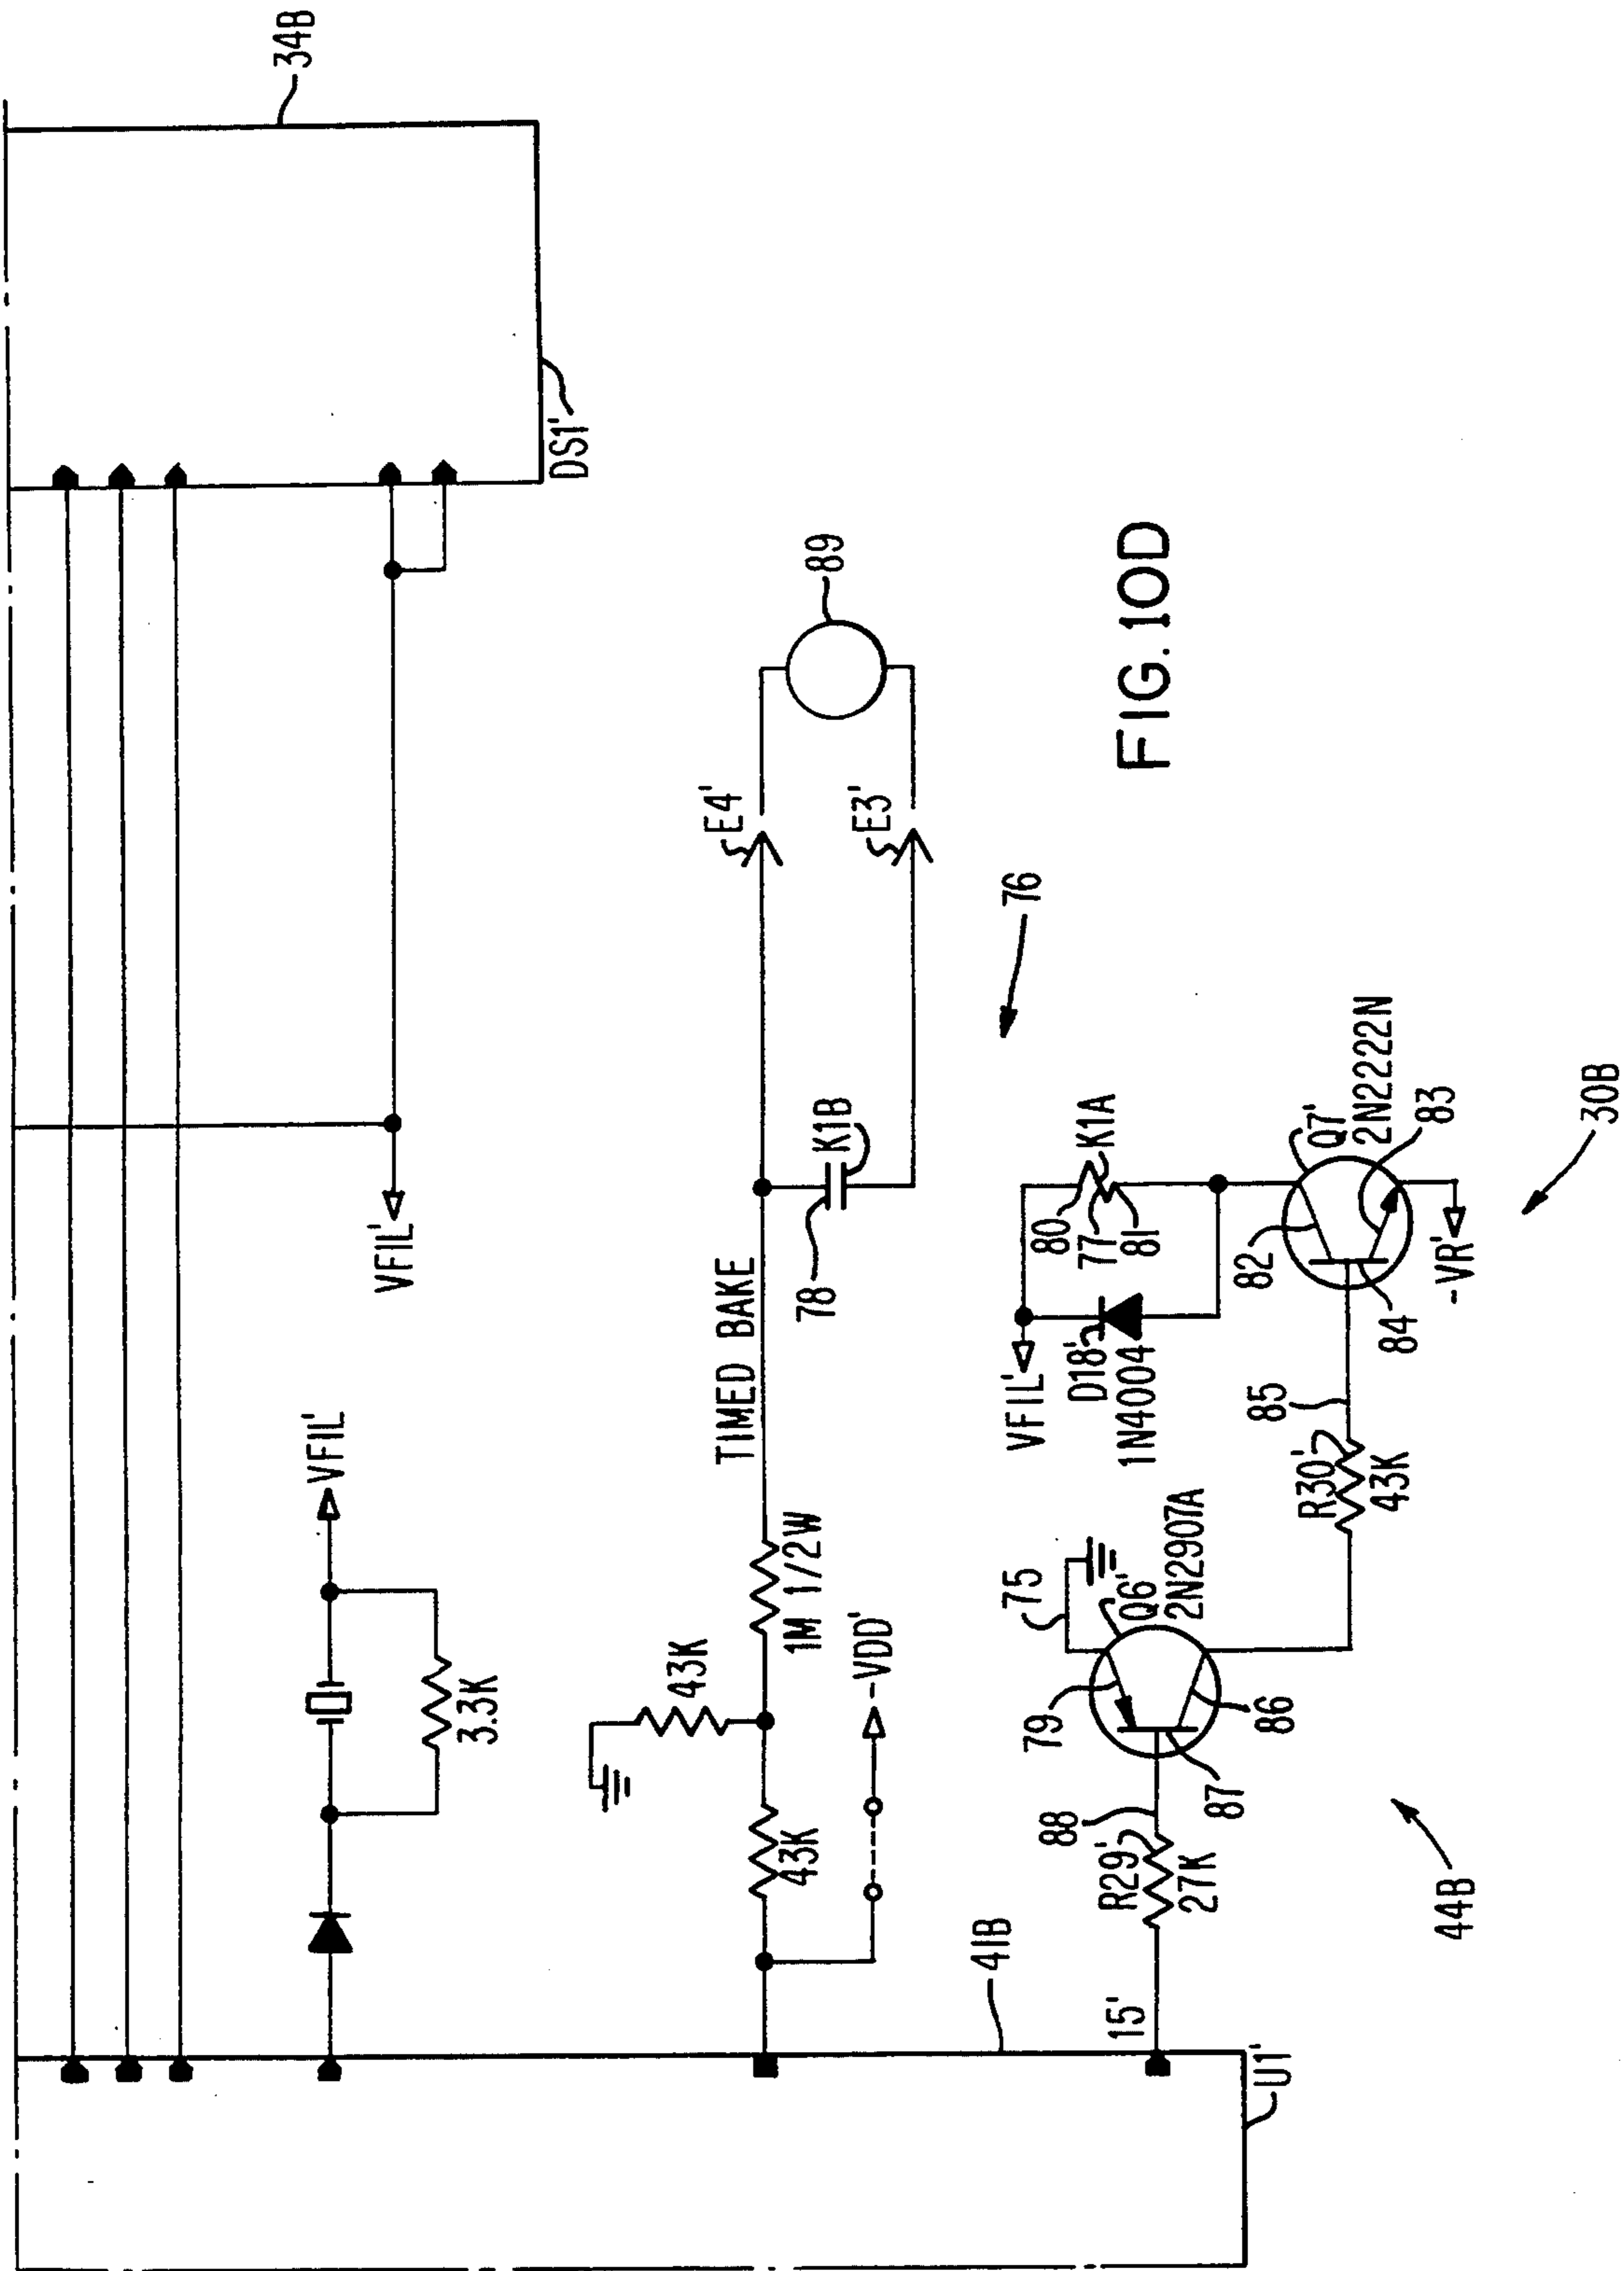 34B
DS1'
VFIL'
VFIL'
3.3K
89
E4'
E3'
TIMED BAKE
K1B
78
1M 1/2W
43K
43K
-VDD'
FIG.10D
76
VFIL'
80
K1A
77
81
D18'
1N4004
Q7'
2N2222N
83
82
84
-VR'
85
R30'
43K
75
Q6'
2N2907A
79
86
87
88
R29'
27K
15'
41B
U1'
44B
30B